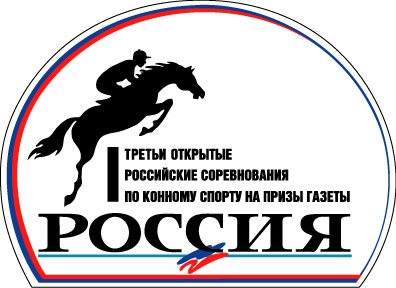 ТРЕТЬИ ОТКРЫТЫЕ
РОССИЙСКИЕ СОРЕВНОВАНИЯ
ПО КОННОМУ СПОРТУ НА ПРИЗЫ ГАЗЕТЫ
РОССИЯ